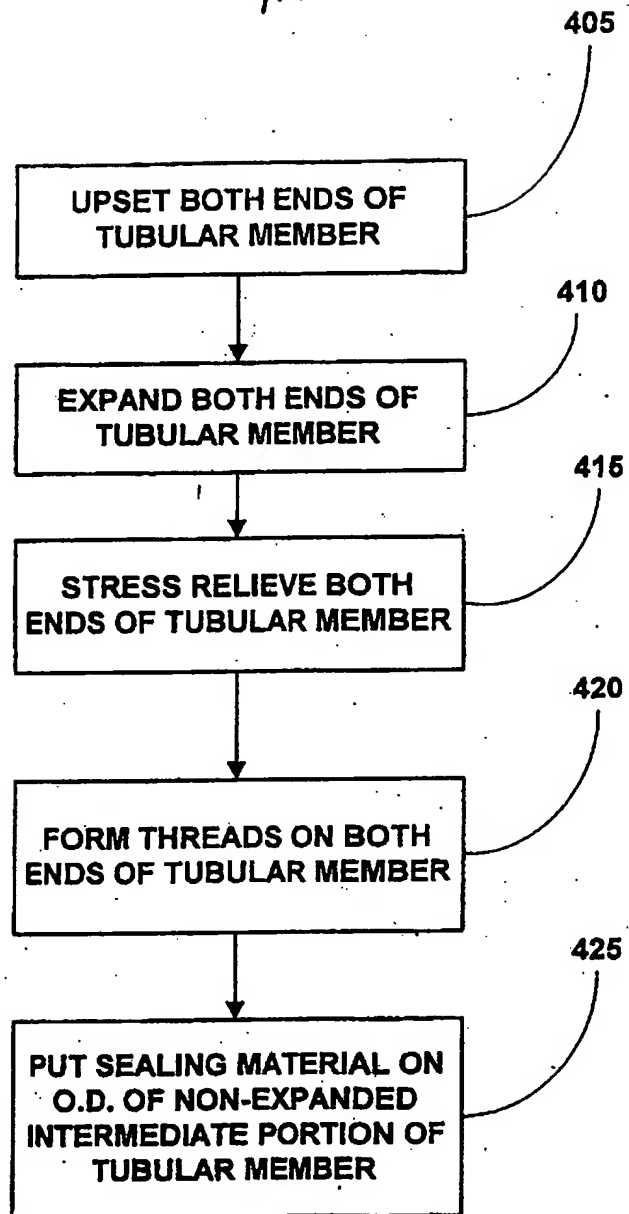 405
UPSET BOTH ENDS OF
TUBULAR MEMBER
410
EXPAND BOTH ENDS OF
TUBULAR MEMBER
415
STRESS RELIEVE BOTH
ENDS OF TUBULAR MEMBER
420
FORM THREADS ON BOTH
ENDS OF TUBULAR MEMBER
425
PUT SEALING MATERIAL ON
O.D. OF NON-EXPANDED
INTERMEDIATE PORTION OF
TUBULAR MEMBER